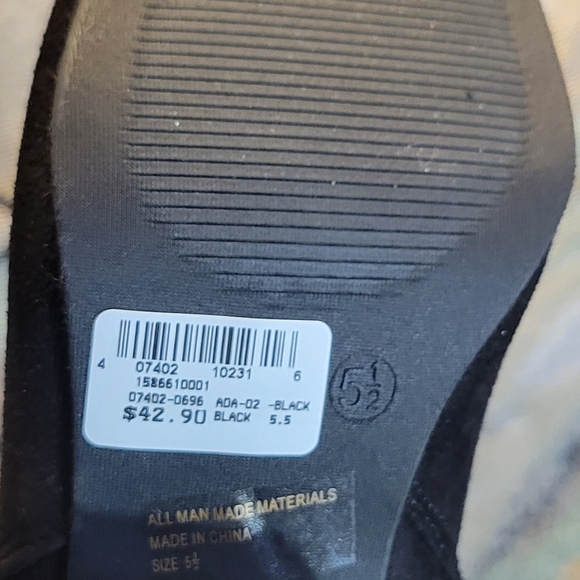 4 07402 10231 6
1586610001
07402-0696 ADA-02 -BLACK
$42.90 BLACK 5.5
5½
ALL MAN MADE MATERIALS
MADE IN CHINA
SIZE 5½